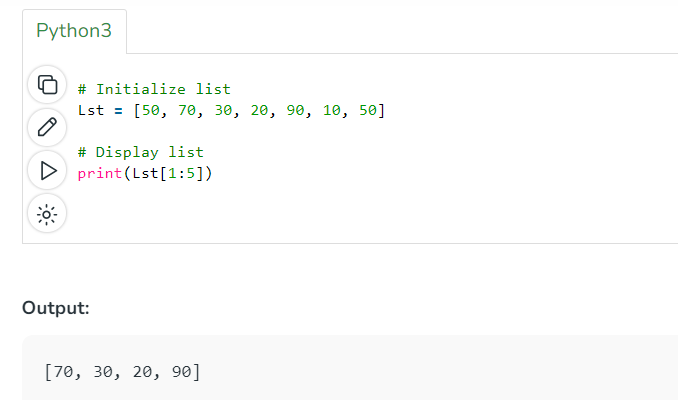 Python3
# Initialize list
Lst = [50, 70, 30, 20, 90, 10, 50]
# Display list
print(Lst[1:5])
Output:
[70, 30, 20, 90]